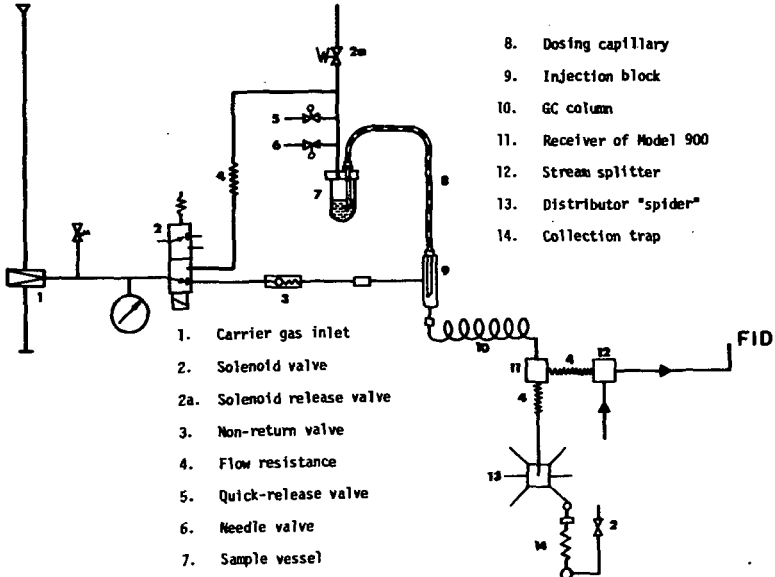 2a
8. Dosing capillary
9. Injection block
10. GC column
11. Receiver of Model 900
12. Stream splitter
13. Distributor "spider"
14. Collection trap
5
6
4
7
8
2
9
1
3
1. Carrier gas inlet
2. Solenoid valve
2a. Solenoid release valve
3. Non-return valve
4. Flow resistance
5. Quick-release valve
6. Needle valve
7. Sample vessel
10
FID
11
4
12
4
13
14
2